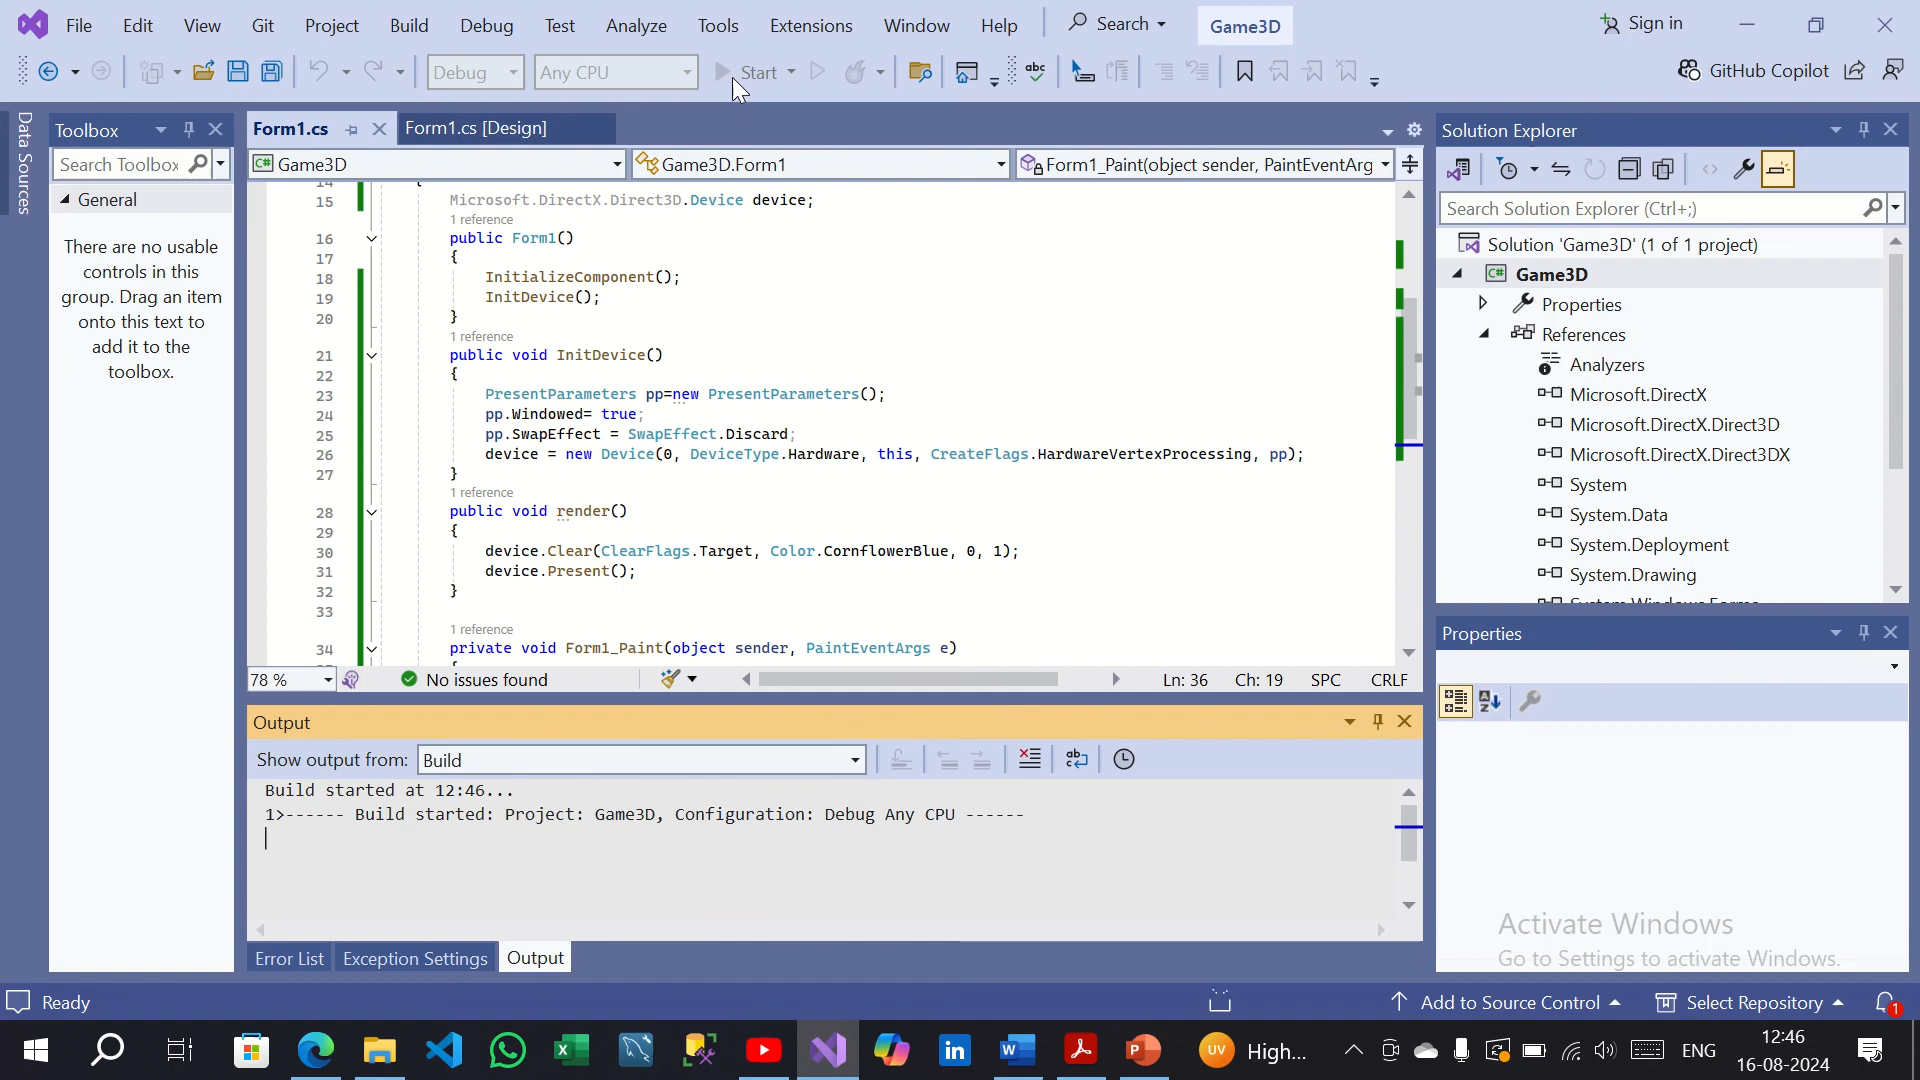 File Edit View Git Project Build Debug Test Analyze Tools Extensions Window Help Search Game3D Sign in
Debug Any CPU Start GitHub Copilot
Data Sources
Toolbox
Search Toolbox
General
There are no usable
controls in this
group. Drag an item
onto this text to
add it to the
toolbox.
Form1.cs Form1.cs [Design]
Game3D Game3D.Form1 Form1_Paint(object sender, PaintEventArg
14 {
15 Microsoft.DirectX.Direct3D.Device device;
1 reference
16 public Form1()
17 {
18 InitializeComponent();
19 InitDevice();
20 }
1 reference
21 public void InitDevice()
22 {
23 PresentParameters pp=new PresentParameters();
24 pp.Windowed= true;
25 pp.SwapEffect = SwapEffect.Discard;
26 device = new Device(0, DeviceType.Hardware, this, CreateFlags.HardwareVertexProcessing, pp);
27 }
1 reference
28 public void render()
29 {
30 device.Clear(ClearFlags.Target, Color.CornflowerBlue, 0, 1);
31 device.Present();
32 }
33
1 reference
34 private void Form1_Paint(object sender, PaintEventArgs e)
78 % No issues found Ln: 36 Ch: 19 SPC CRLF
Output
Show output from: Build
Build started at 12:46...
1>------ Build started: Project: Game3D, Configuration: Debug Any CPU ------
Error List Exception Settings Output
Solution Explorer
Search Solution Explorer (Ctrl+;)
Solution 'Game3D' (1 of 1 project)
Game3D
Properties
References
Analyzers
Microsoft.DirectX
Microsoft.DirectX.Direct3D
Microsoft.DirectX.Direct3DX
System
System.Data
System.Deployment
System.Drawing
System.Windows.Forms
Properties
Activate Windows
Go to Settings to activate Windows.
Ready Add to Source Control Select Repository 1
UV High... ENG 12:46
16-08-2024